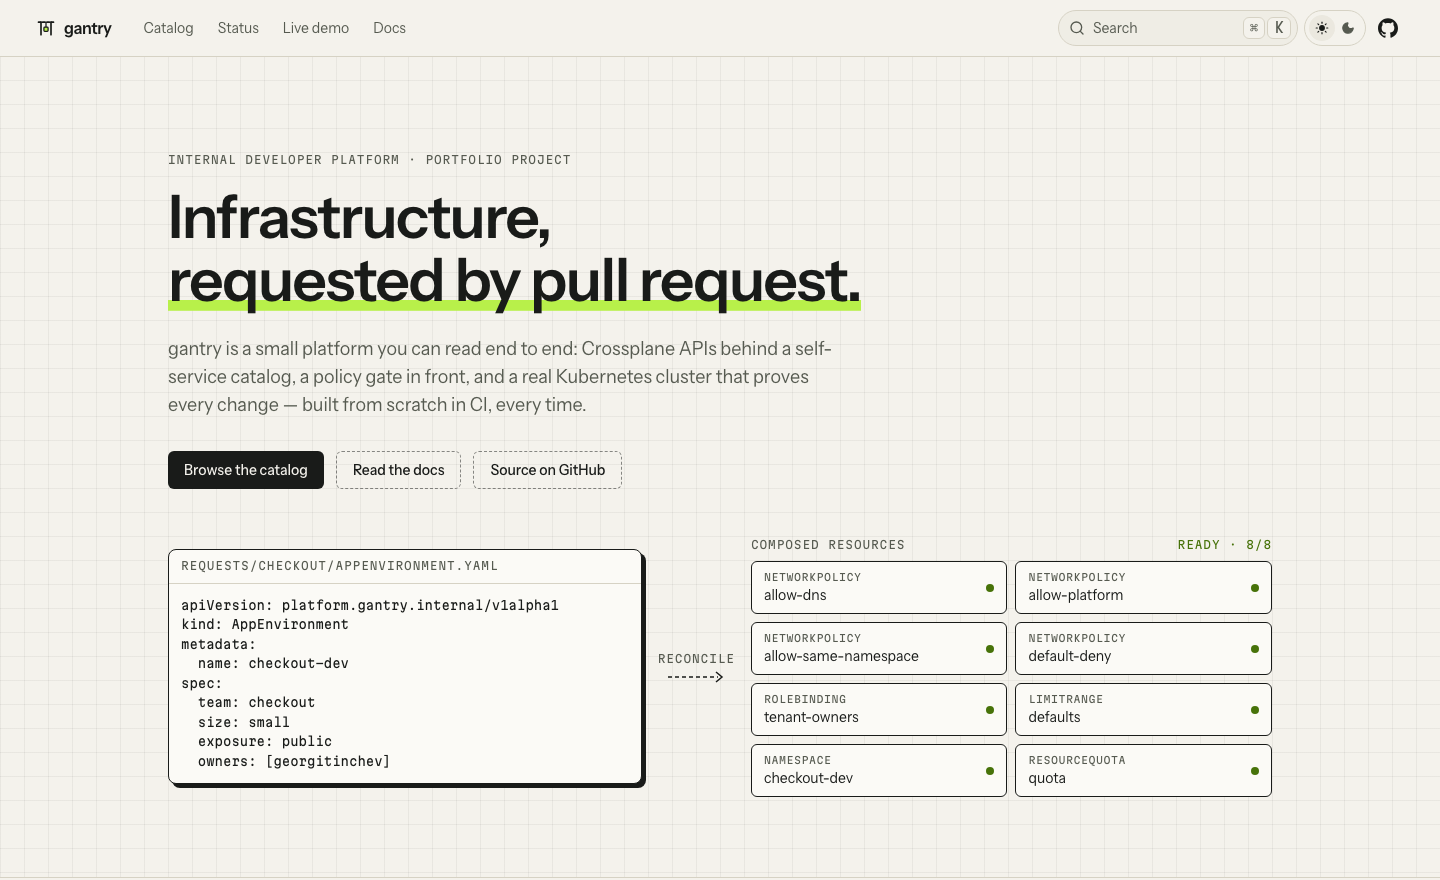 gantry
Catalog
Status
Live demo
Docs
Search
⌘ K
INTERNAL DEVELOPER PLATFORM · PORTFOLIO PROJECT
Infrastructure,
requested by pull request.
gantry is a small platform you can read end to end: Crossplane APIs behind a self-
service catalog, a policy gate in front, and a real Kubernetes cluster that proves
every change — built from scratch in CI, every time.
Browse the catalog
Read the docs
Source on GitHub
REQUESTS/CHECKOUT/APPENVIRONMENT.YAML
apiVersion: platform.gantry.internal/v1alpha1
kind: AppEnvironment
metadata:
  name: checkout-dev
spec:
  team: checkout
  size: small
  exposure: public
  owners: [georgitinchev]
RECONCILE
COMPOSED RESOURCES
READY · 8/8
NETWORKPOLICY
allow-dns
NETWORKPOLICY
allow-platform
NETWORKPOLICY
allow-same-namespace
NETWORKPOLICY
default-deny
ROLEBINDING
tenant-owners
LIMITRANGE
defaults
NAMESPACE
checkout-dev
RESOURCEQUOTA
quota